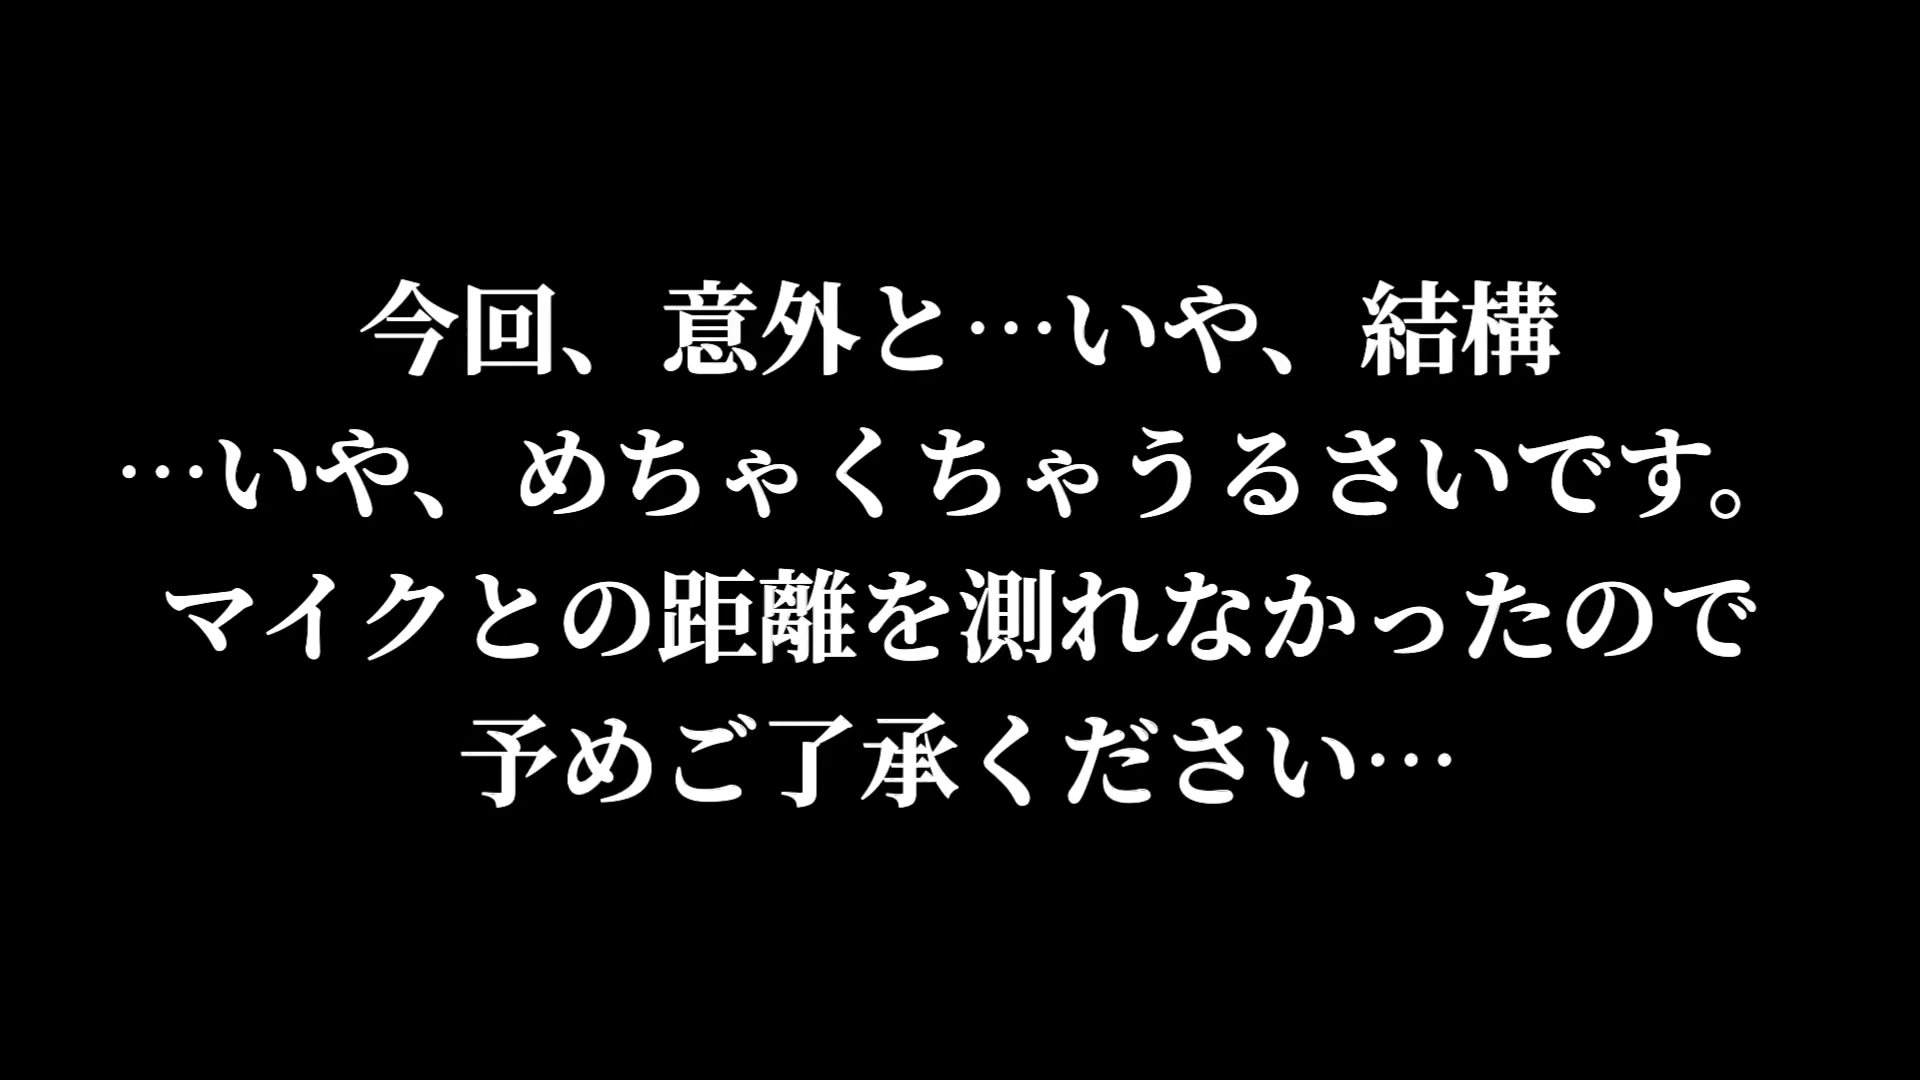 今回、意外と…いや、結構
…いや、めちゃくちゃうるさいです。
マイクとの距離を測れなかったので
予めご了承ください…